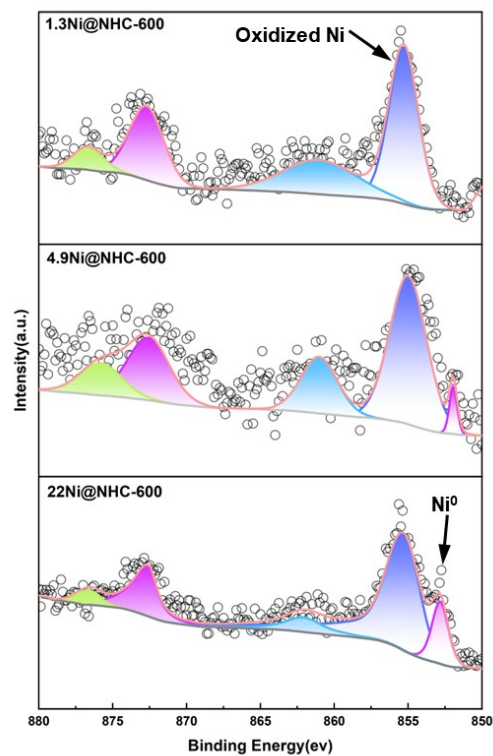 1.3Ni@NHC-600
Oxidized Ni
4.9Ni@NHC-600
22Ni@NHC-600
Ni⁰
Intensity(a.u.)
880 875 870 865 860 855 850
Binding Energy(ev)